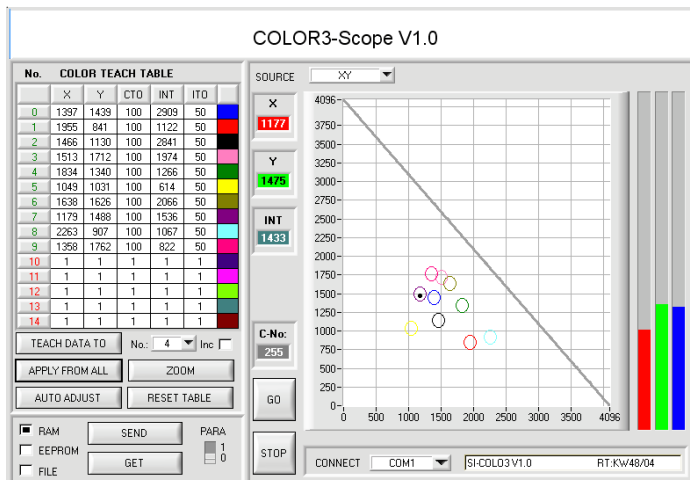 COLOR3-Scope V1.0
No. COLOR TEACH TABLE
X Y CTO INT ITO
0 1397 1439 100 2909 50
1 1955 841 100 1122 50
2 1466 1130 100 2841 50
3 1513 1712 100 1974 50
4 1834 1340 100 1266 50
5 1049 1031 100 614 50
6 1638 1626 100 2066 50
7 1179 1488 100 1536 50
8 2263 907 100 1067 50
9 1358 1762 100 822 50
10 1 1 1 1 1
11 1 1 1 1 1
12 1 1 1 1 1
13 1 1 1 1 1
14 1 1 1 1 1
TEACH DATA TO No.: 4 Inc
APPLY FROM ALL ZOOM
AUTO ADJUST RESET TABLE
RAM
EEPROM
FILE
SEND
GET
PARA
1
0
SOURCE XY
X
1177
Y
1475
INT
1433
C-No:
255
GO
STOP
4096
3750
3500
3250
3000
2750
2500
2250
2000
1750
1500
1250
1000
750
500
250
0
0 500 1000 1500 2000 2500 3000 3500 4096
CONNECT COM1 SI-COLO3 V1.0 RT:KW48/04